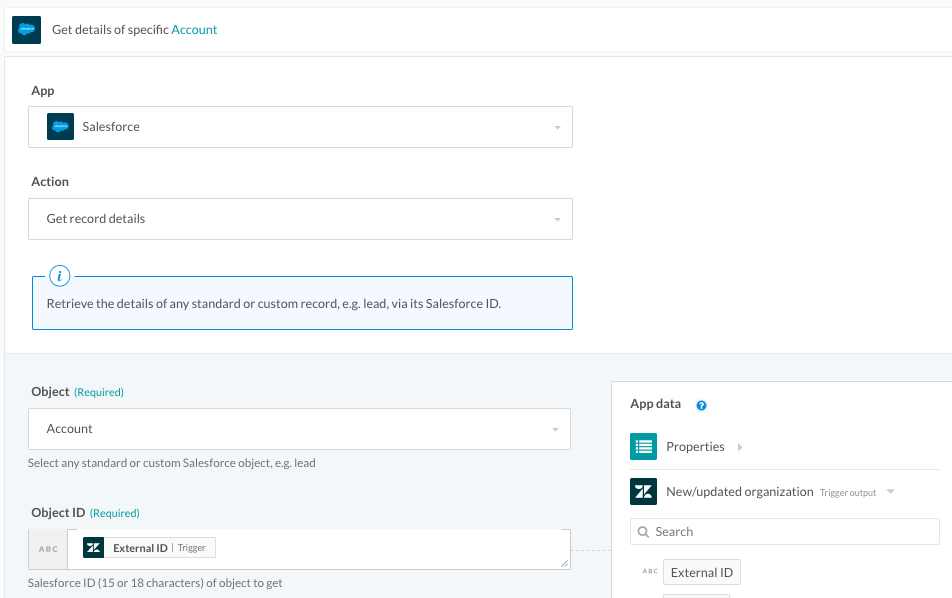 Get details of specific Account
App
Salesforce
Action
Get record details
i
Retrieve the details of any standard or custom record, e.g. lead, via its Salesforce ID.
Object (Required)
Account
Select any standard or custom Salesforce object, e.g. lead
Object ID (Required)
ABC External ID | Trigger
Salesforce ID (15 or 18 characters) of object to get
App data ?
Properties
New/updated organization Trigger output
Search
ABC External ID